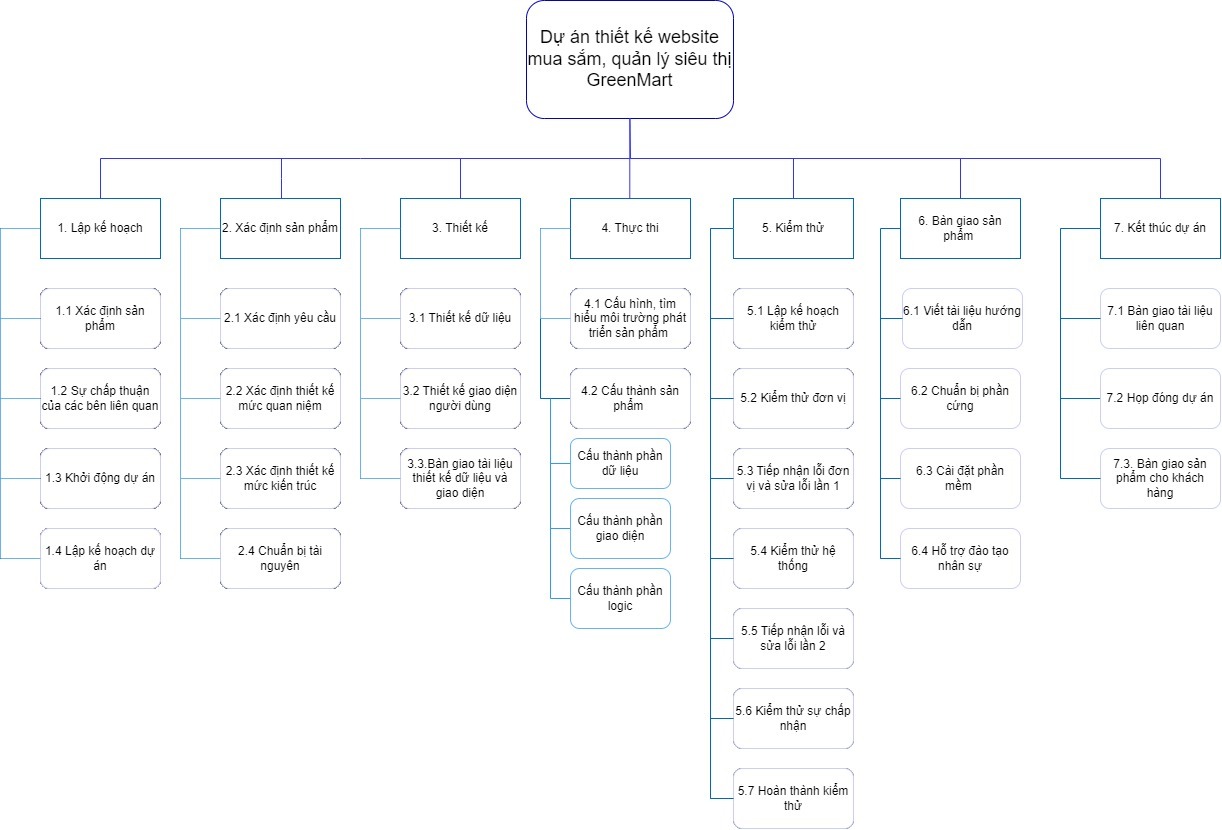 Dự án thiết kế website
mua sắm, quản lý siêu thị
GreenMart
1. Lập kế hoạch
2. Xác định sản phẩm
3. Thiết kế
4. Thực thi
5. Kiểm thử
6. Bàn giao sản
phẩm
7. Kết thúc dự án
1.1 Xác định sản
phẩm
1.2 Sự chấp thuận
của các bên liên quan
1.3 Khởi động dự án
1.4 Lập kế hoạch dự
án
2.1 Xác định yêu cầu
2.2 Xác định thiết kế
mức quan niệm
2.3 Xác định thiết kế
mức kiến trúc
2.4 Chuẩn bị tài
nguyên
3.1 Thiết kế dữ liệu
3.2 Thiết kế giao diện
người dùng
3.3.Bàn giao tài liệu
thiết kế dữ liệu và
giao diện
4.1 Cấu hình, tìm
hiểu môi trường phát
triển sản phẩm
4.2 Cấu thành sản
phẩm
Cấu thành phần
dữ liệu
Cấu thành phần
giao diện
Cấu thành phần
logic
5.1 Lập kế hoạch
kiểm thử
5.2 Kiểm thử đơn vị
5.3 Tiếp nhận lỗi đơn
vị và sửa lỗi lần 1
5.4 Kiểm thử hệ
thống
5.5 Tiếp nhận lỗi và
sửa lỗi lần 2
5.6 Kiểm thử sự chấp
nhận
5.7 Hoàn thành kiểm
thử
6.1 Viết tài liệu hướng
dẫn
6.2 Chuẩn bị phần
cứng
6.3 Cài đặt phần
mềm
6.4 Hỗ trợ đào tạo
nhân sự
7.1 Bàn giao tài liệu
liên quan
7.2 Họp đóng dự án
7.3. Bàn giao sản
phẩm cho khách
hàng